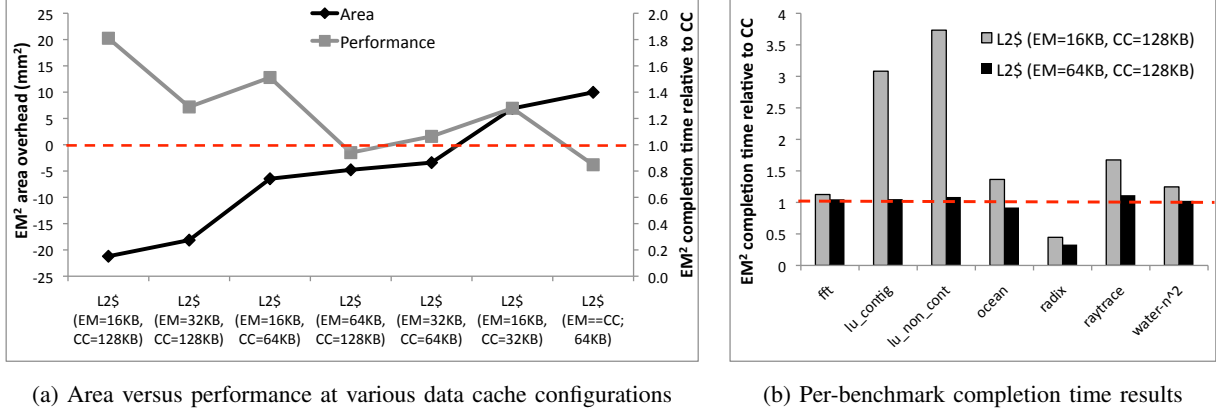 25
20
15
10
5
0
-5
-10
-15
-20
-25
EM² area overhead (mm²)
Area
Performance
2.0
1.8
1.6
1.4
1.2
1.0
0.8
0.6
0.4
0.2
0.0
EM² completion time relative to CC
L2$ (EM=16KB, CC=128KB)
L2$ (EM=32KB, CC=128KB)
L2$ (EM=16KB, CC=64KB)
L2$ (EM=64KB, CC=128KB)
L2$ (EM=32KB, CC=64KB)
L2$ (EM=16KB, CC=32KB)
L2$ (EM==CC; 64KB)
(a) Area versus performance at various data cache configurations
EM² completion time relative to CC
4
3.5
3
2.5
2
1.5
1
0.5
0
L2$ (EM=16KB, CC=128KB)
L2$ (EM=64KB, CC=128KB)
fft
lu_contig
lu_non_cont
ocean
radix
raytrace
water-n^2
(b) Per-benchmark completion time results